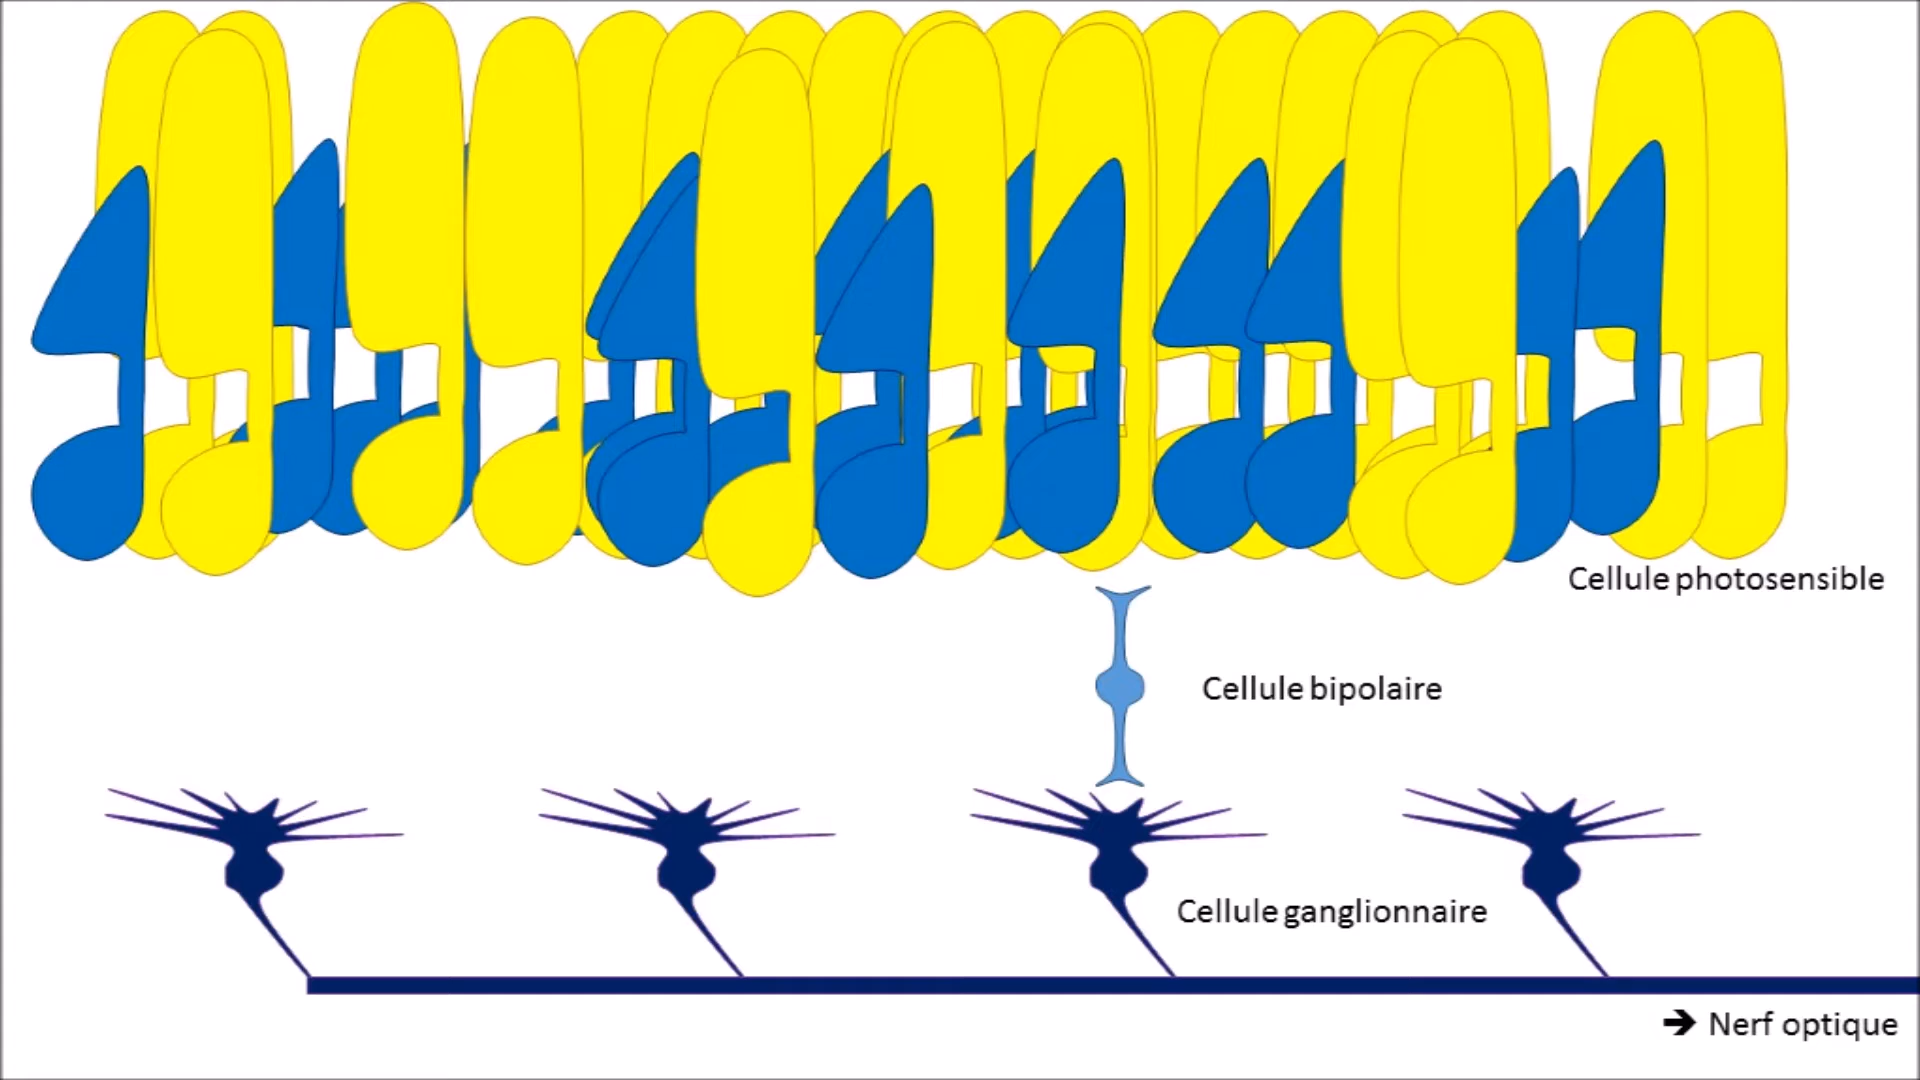 Cellule photosensible
Cellule bipolaire
Cellule ganglionnaire
➔ Nerf optique